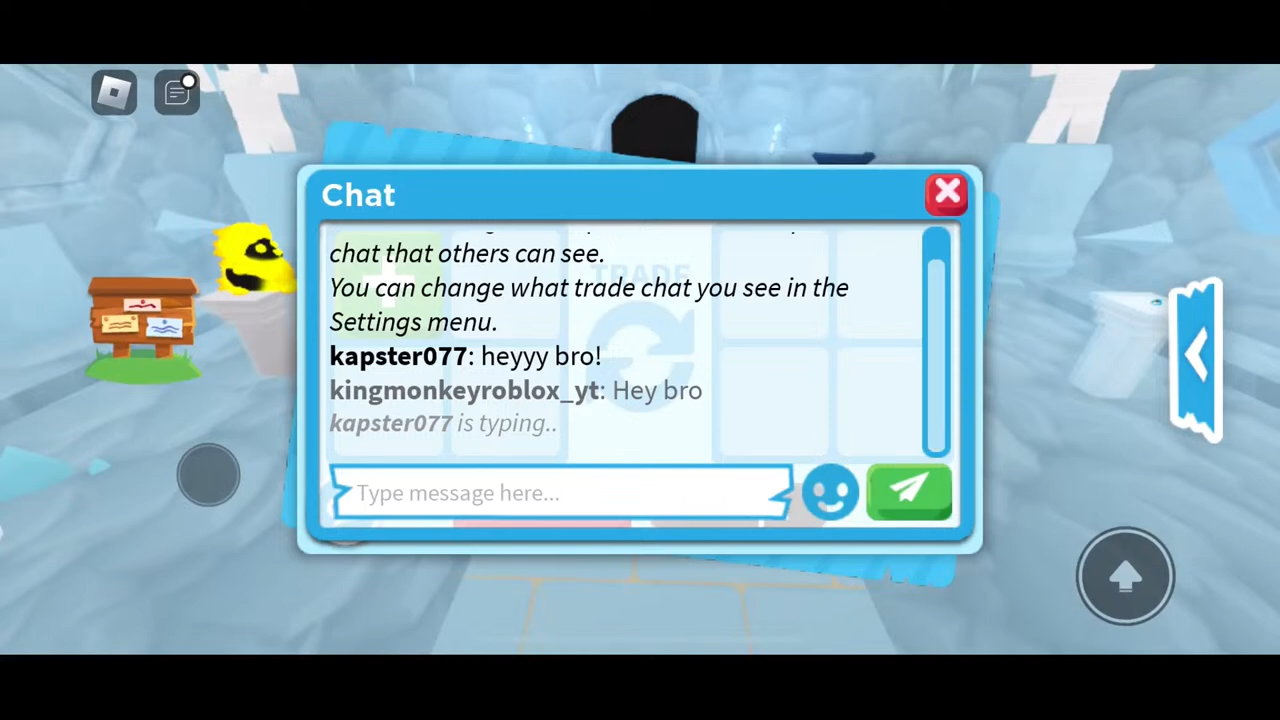 Chat
chat that others can see.
You can change what trade chat you see in the
Settings menu.
kapster077: heyyy bro!
kingmonkeyroblox_yt: Hey bro
kapster077 is typing..
Type message here...
TRADE